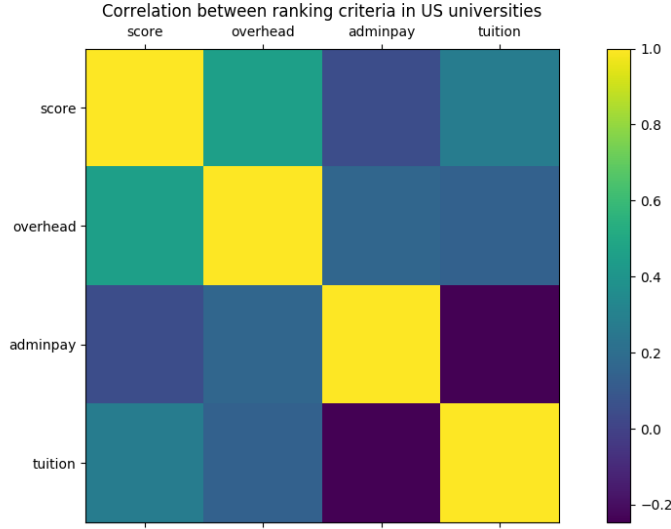 Correlation between ranking criteria in US universities
score overhead adminpay tuition
score
overhead
adminpay
tuition
1.0
0.8
0.6
0.4
0.2
0.0
−0.2